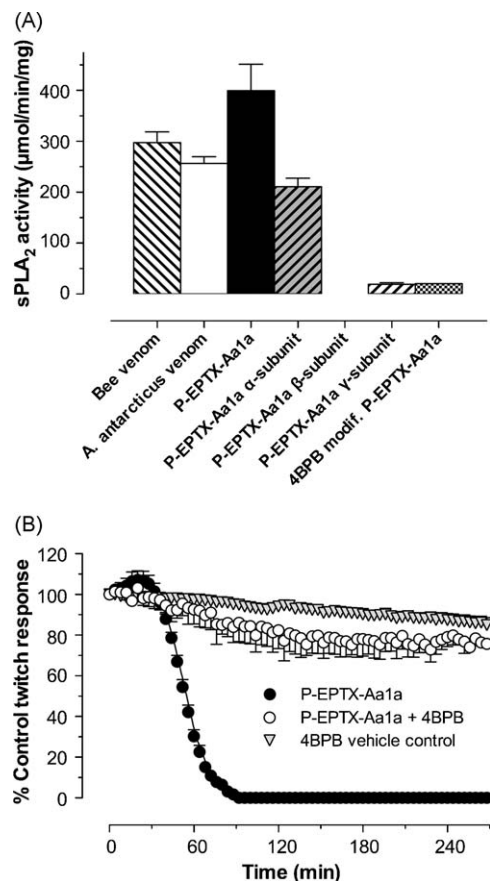 (A)
sPLA₂ activity (μmol/min/mg)
500
400
300
200
100
0
Bee venom
A. antarcticus venom
P-EPTX-Aa1a
P-EPTX-Aa1a α-subunit
P-EPTX-Aa1a β-subunit
P-EPTX-Aa1a γ-subunit
4BPB modif. P-EPTX-Aa1a
(B)
% Control twitch response
120
100
80
60
40
20
0
P-EPTX-Aa1a
P-EPTX-Aa1a + 4BPB
4BPB vehicle control
0 60 120 180 240
Time (min)